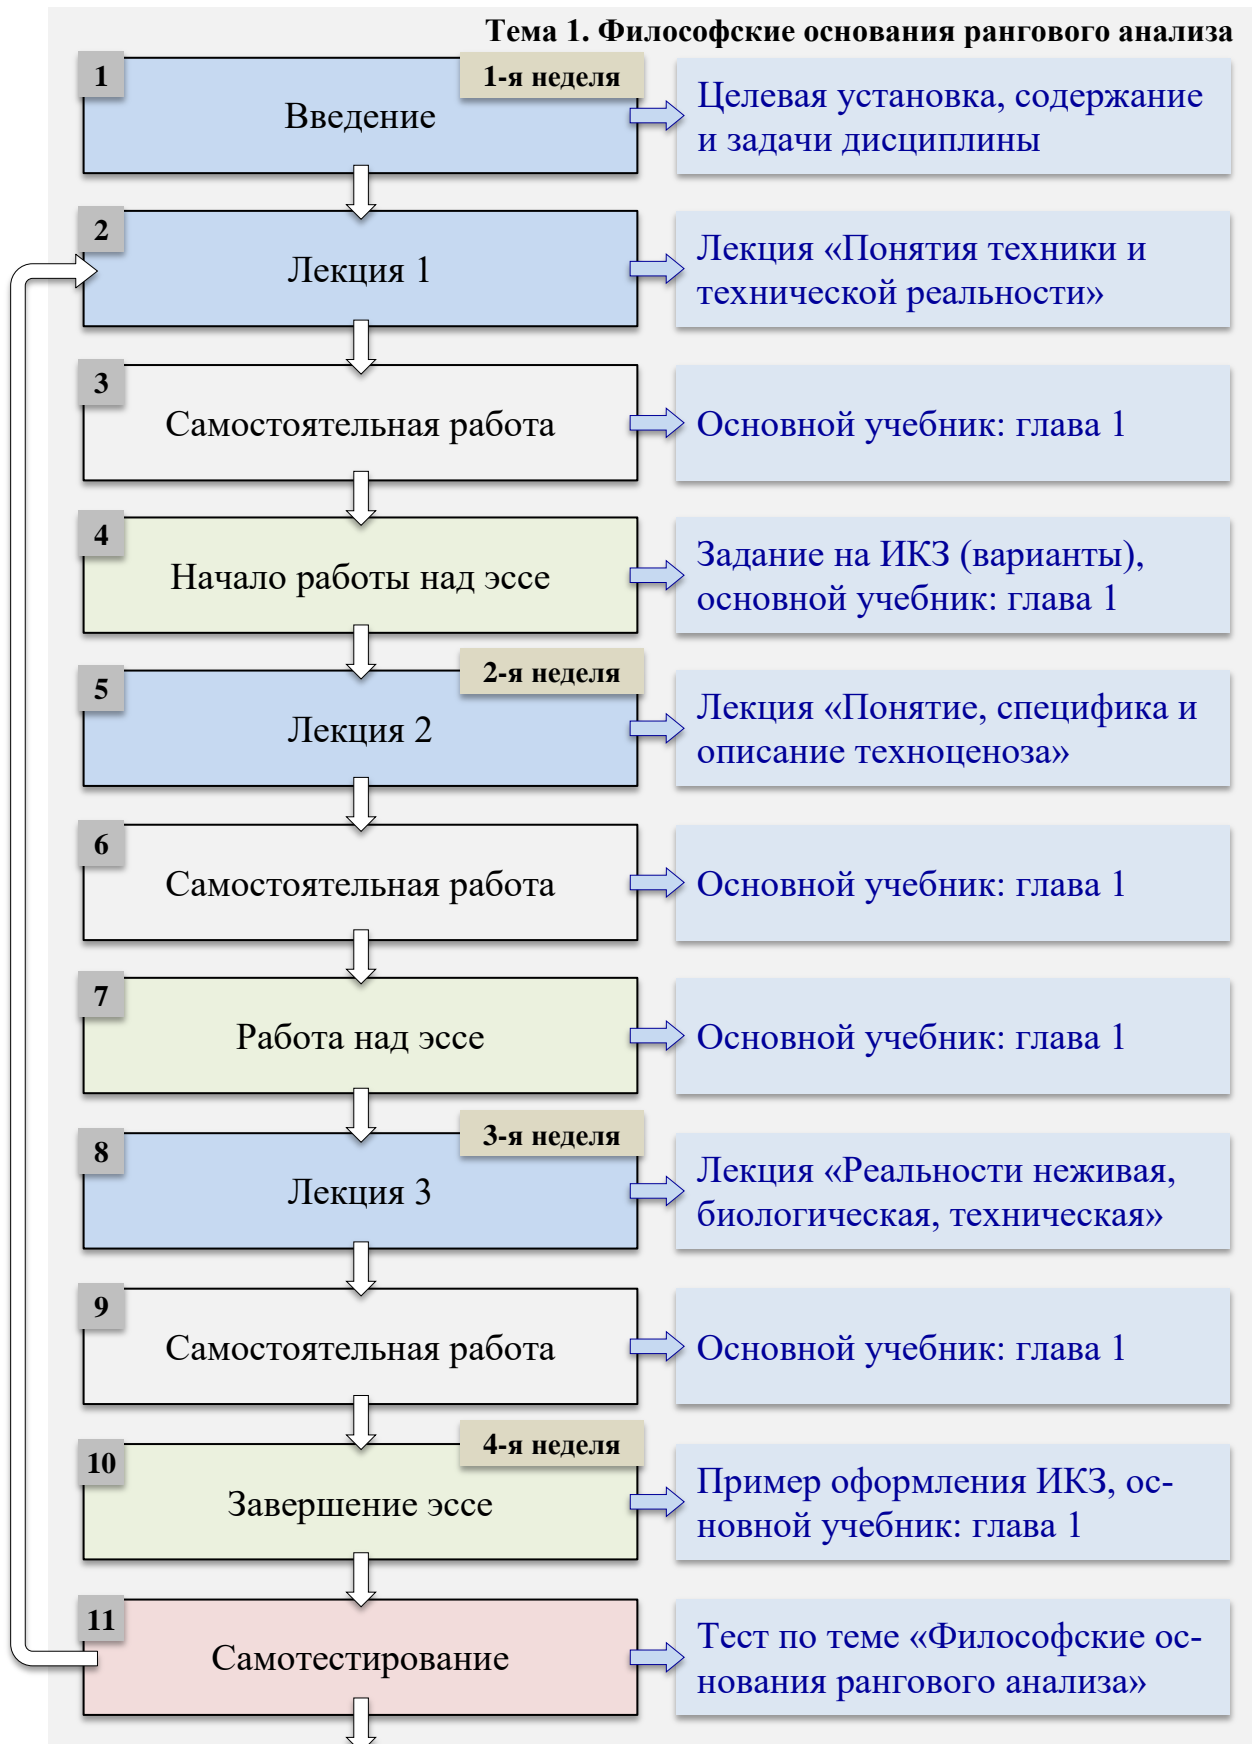 Тема 1. Философские основания рангового анализа
1
1-я неделя
Введение
Целевая установка, содержание
и задачи дисциплины
2
Лекция 1
Лекция «Понятия техники и
технической реальности»
3
Самостоятельная работа
Основной учебник: глава 1
4
Начало работы над эссе
Задание на ИКЗ (варианты),
основной учебник: глава 1
2-я неделя
5
Лекция 2
Лекция «Понятие, специфика и
описание техноценоза»
6
Самостоятельная работа
Основной учебник: глава 1
7
Работа над эссе
Основной учебник: глава 1
3-я неделя
8
Лекция 3
Лекция «Реальности неживая,
биологическая, техническая»
9
Самостоятельная работа
Основной учебник: глава 1
4-я неделя
10
Завершение эссе
Пример оформления ИКЗ, ос-
новной учебник: глава 1
11
Самотестирование
Тест по теме «Философские ос-
нования рангового анализа»